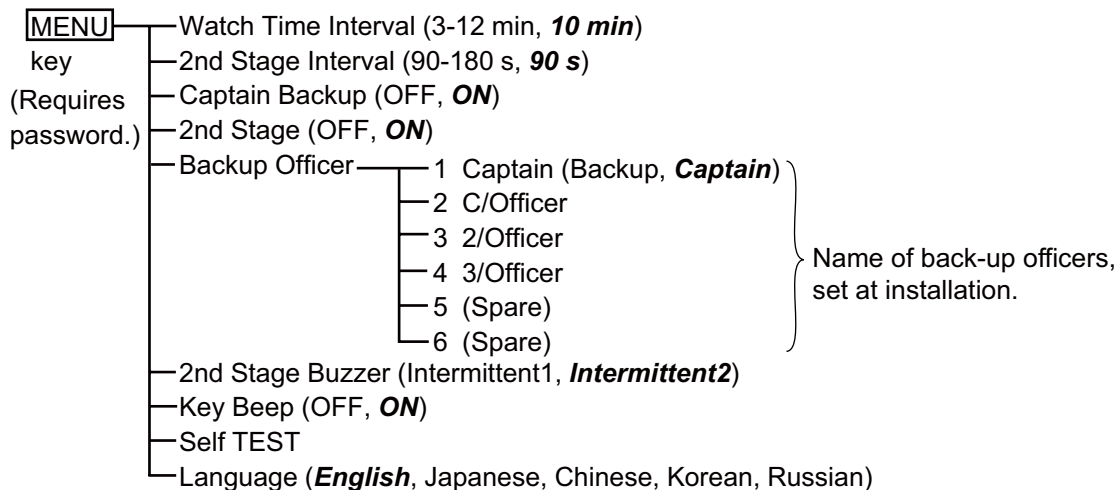 MENU
key
(Requires
password.)
Watch Time Interval (3-12 min, 10 min)
2nd Stage Interval (90-180 s, 90 s)
Captain Backup (OFF, ON)
2nd Stage (OFF, ON)
Backup Officer
1 Captain (Backup, Captain)
2 C/Officer
3 2/Officer
4 3/Officer
5 (Spare)
6 (Spare)
Name of back-up officers,
set at installation.
2nd Stage Buzzer (Intermittent1, Intermittent2)
Key Beep (OFF, ON)
Self TEST
Language (English, Japanese, Chinese, Korean, Russian)